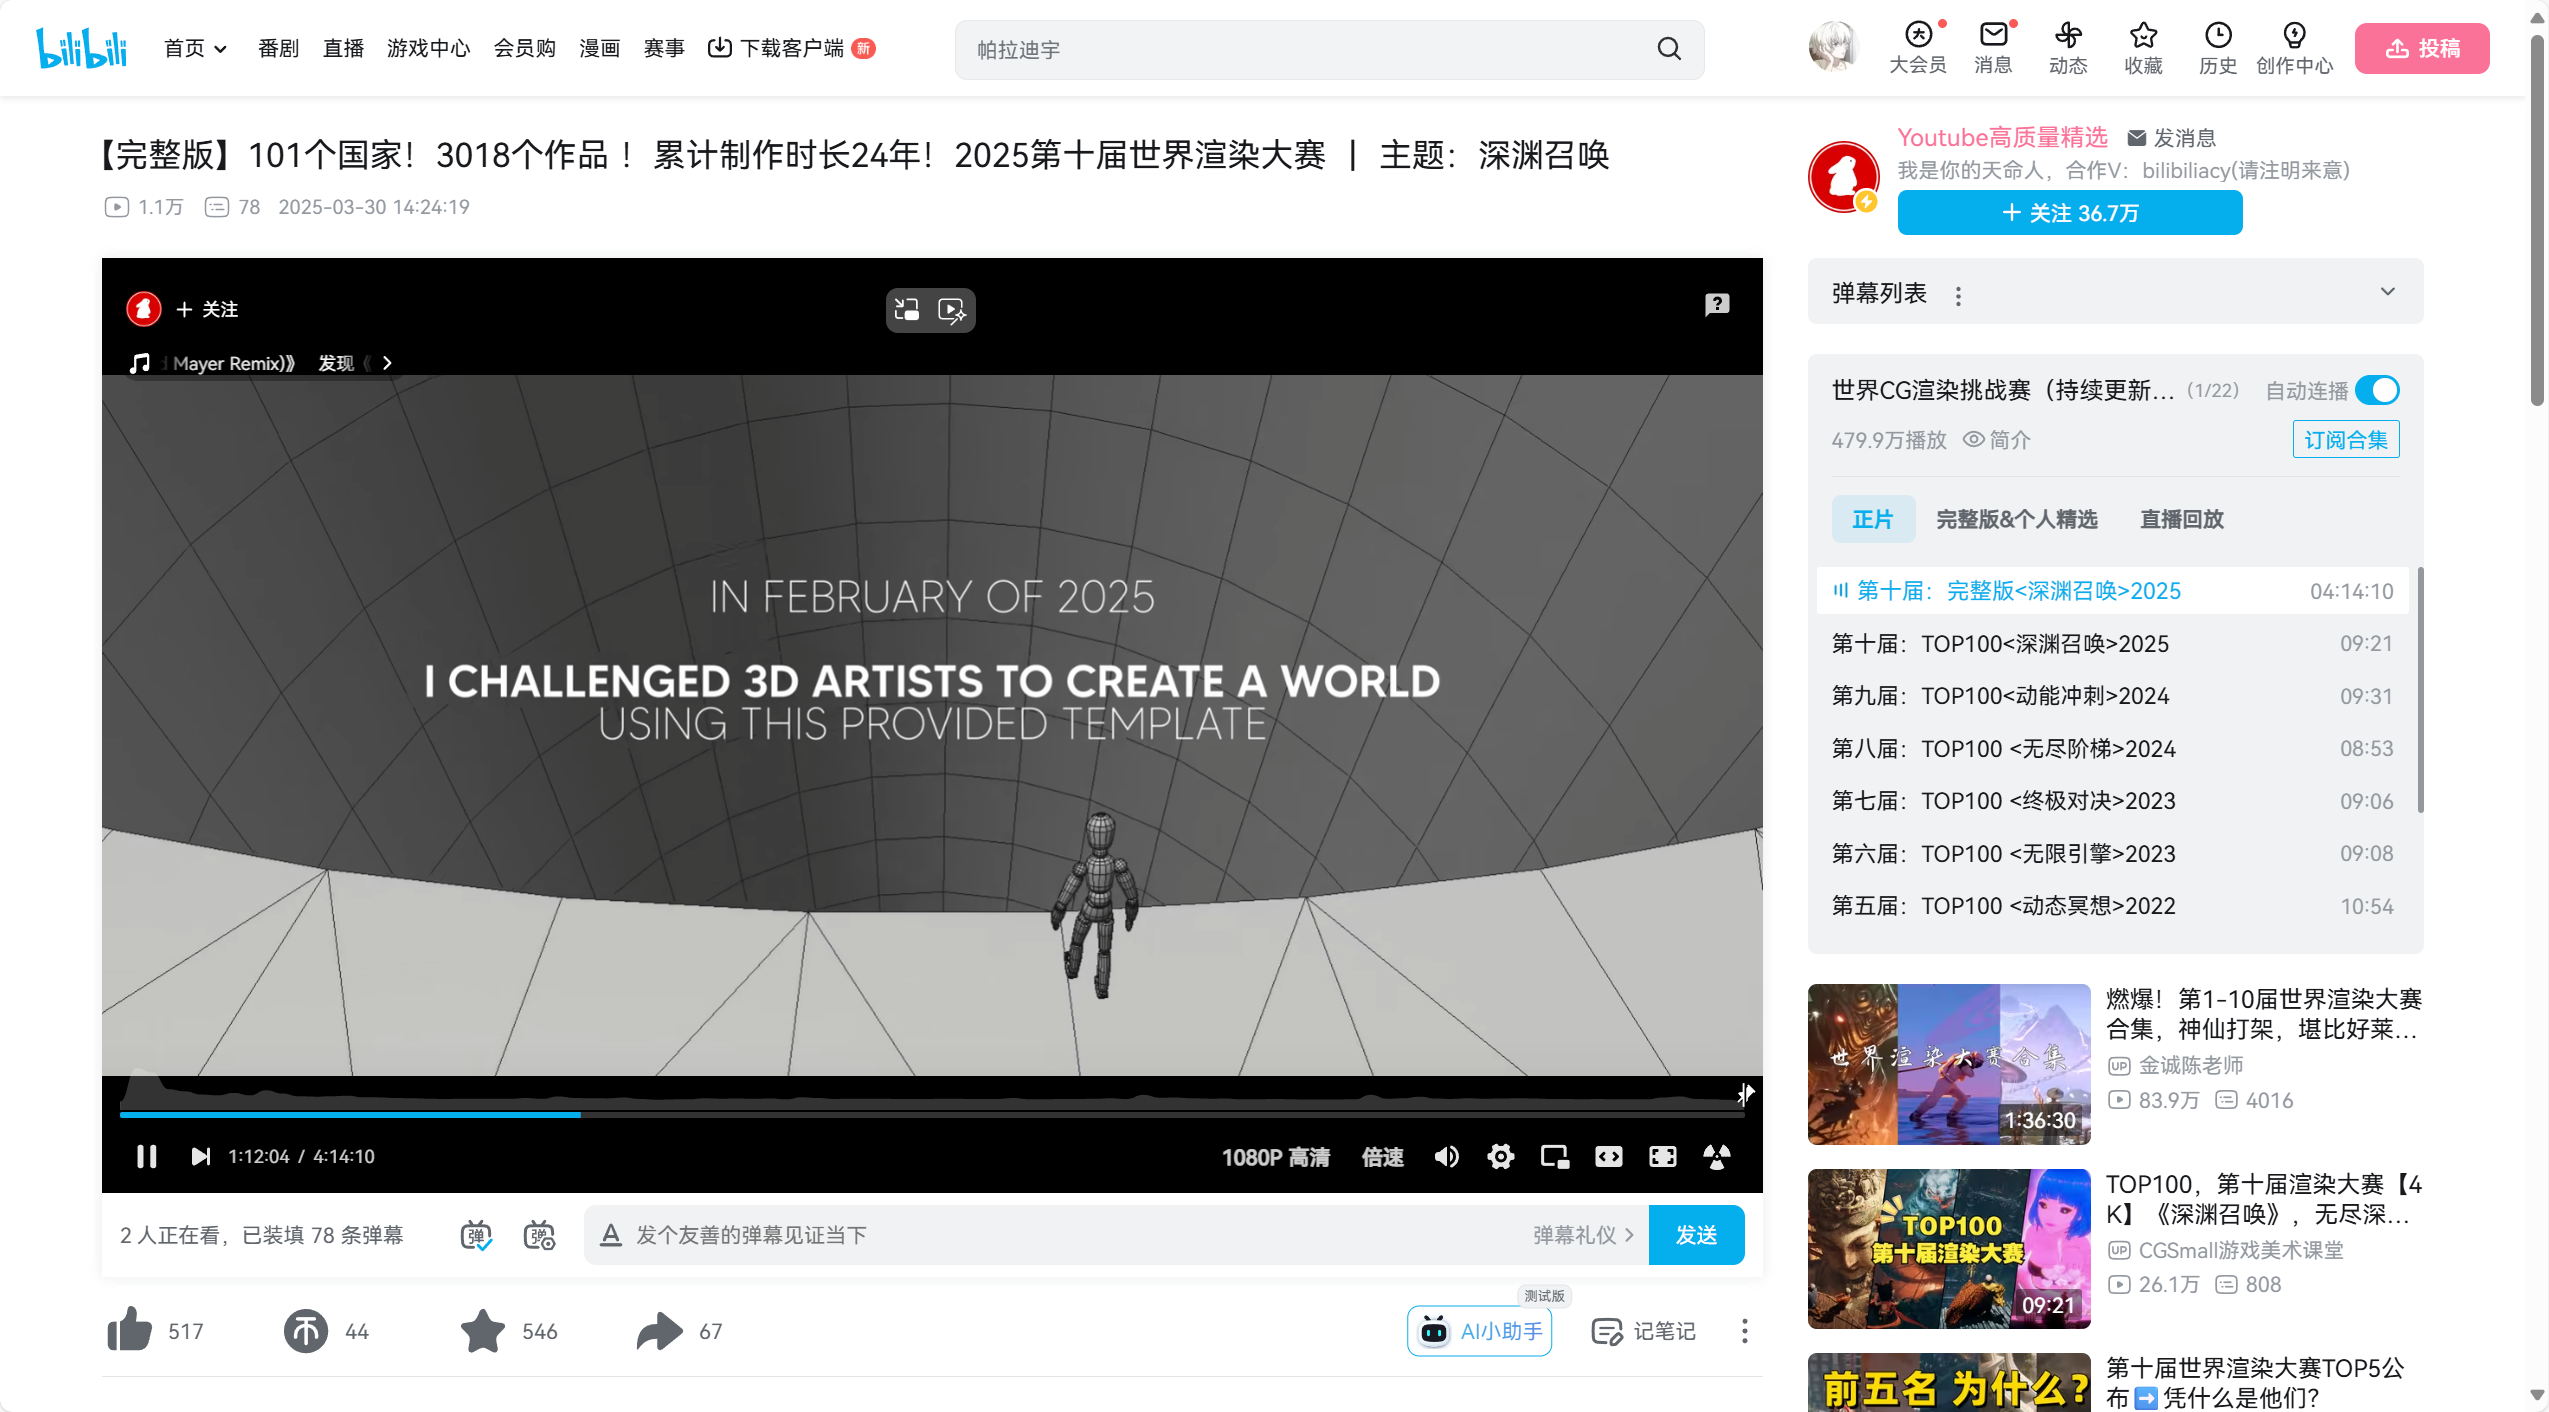 bilibili
首页
番剧
直播
游戏中心
会员购
漫画
赛事
下载客户端
新
帕拉迪宇
大会员
消息
动态
收藏
历史
创作中心
投稿
【完整版】101个国家！3018个作品 ！ 累计制作时长24年！2025第十届世界渲染大赛 | 主题：深渊召唤
1.1万 78 2025-03-30 14:24:19
Youtube高质量精选 发消息
我是你的天命人，合作V：bilibiliacy(请注明来意)
+ 关注 36.7万
+ 关注
d Mayer Remix)》 发现《
IN FEBRUARY OF 2025
I CHALLENGED 3D ARTISTS TO CREATE A WORLD
USING THIS PROVIDED TEMPLATE
1:12:04 / 4:14:10
1080P 高清
倍速
2 人正在看，已装填 78 条弹幕
弹
弹
A 发个友善的弹幕见证当下
弹幕礼仪
发送
517
44
546
67
测试版
AI小助手
记笔记
弹幕列表
世界CG渲染挑战赛（持续更新... （1/22） 自动连播
479.9万播放 简介
订阅合集
正片 完整版&个人精选 直播回放
第十届：完整版<深渊召唤>2025 04:14:10
第十届：TOP100<深渊召唤>2025 09:21
第九届：TOP100<动能冲刺>2024 09:31
第八届：TOP100 <无尽阶梯>2024 08:53
第七届：TOP100 <终极对决>2023 09:06
第六届：TOP100 <无限引擎>2023 09:08
第五届：TOP100 <动态冥想>2022 10:54
世界渲染大赛合集
1:36:30
燃爆！第1-10届世界渲染大赛
合集，神仙打架，堪比好莱...
UP 金诚陈老师
83.9万 4016
TOP100
第十届渲染大赛
09:21
TOP100，第十届渲染大赛【4
K】《深渊召唤》，无尽深...
UP CGSmall游戏美术课堂
26.1万 808
前五名 为什么？
第十届世界渲染大赛TOP5公
布➡️凭什么是他们?